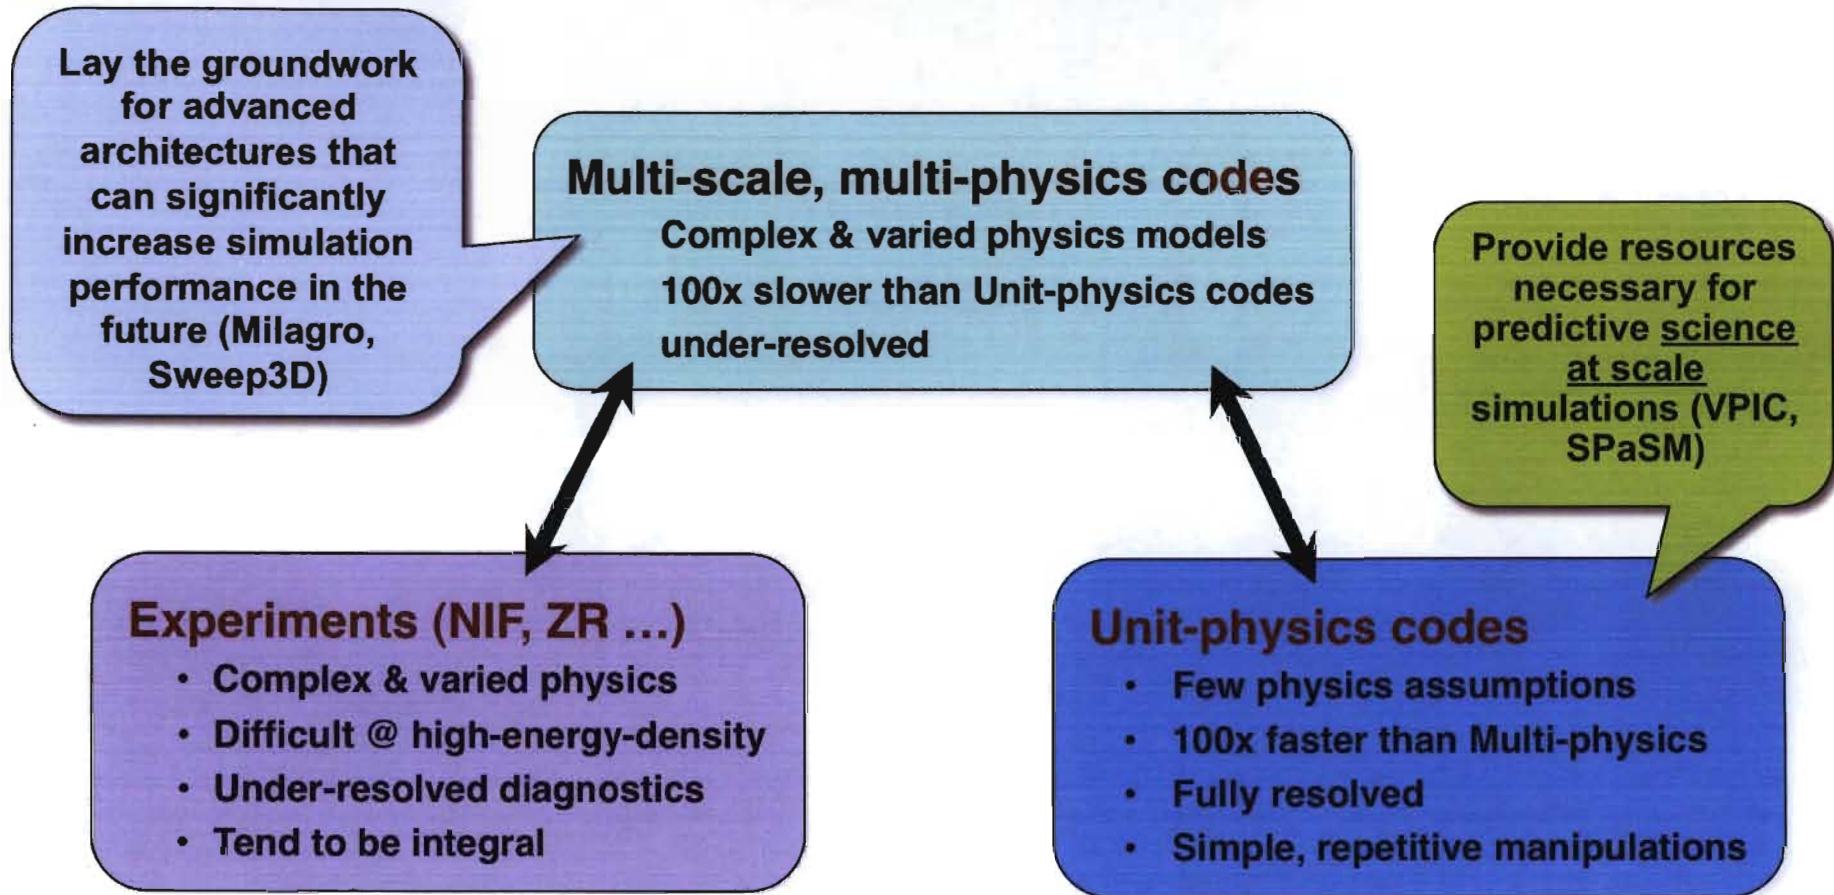 Lay the groundwork
for advanced
architectures that
can significantly
increase simulation
performance in the
future (Milagro,
Sweep3D)
Multi-scale, multi-physics codes
Complex & varied physics models
100x slower than Unit-physics codes
under-resolved
Provide resources
necessary for
predictive science
at scale
simulations (VPIC,
SPaSM)
Experiments (NIF, ZR ...)
• Complex & varied physics
• Difficult @ high-energy-density
• Under-resolved diagnostics
• Tend to be integral
Unit-physics codes
• Few physics assumptions
• 100x faster than Multi-physics
• Fully resolved
• Simple, repetitive manipulations